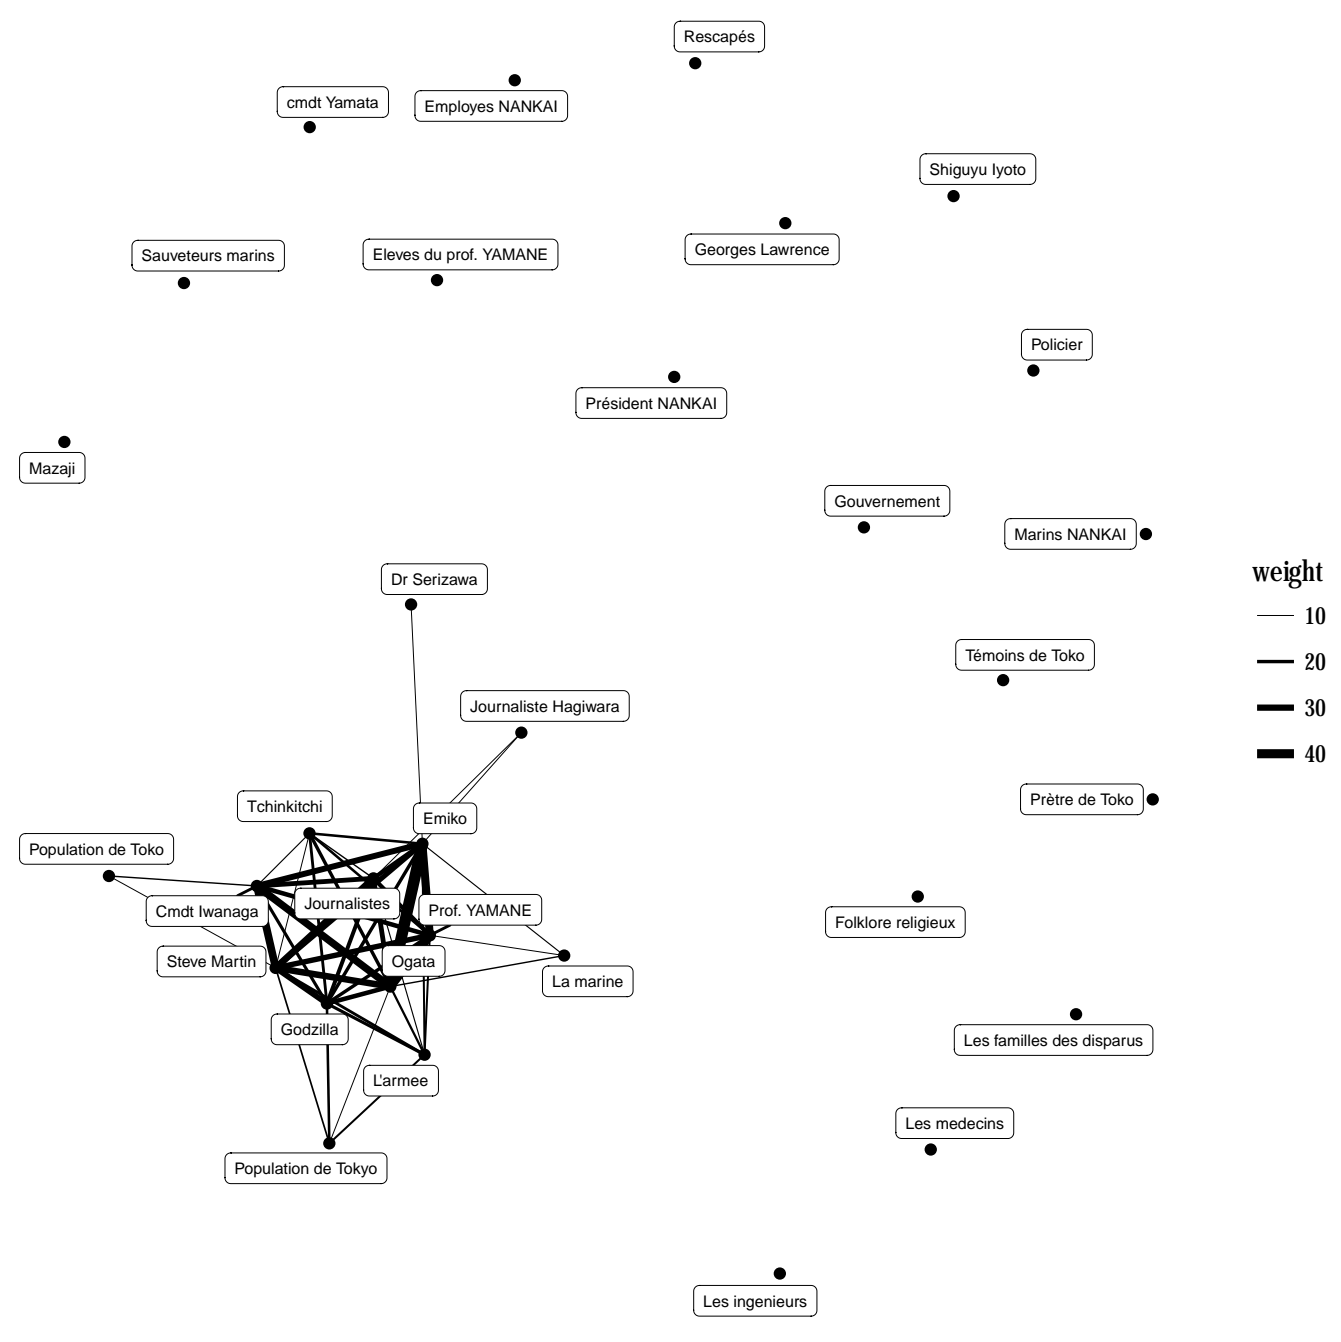 Rescapés
cmdt Yamata
Employes NANKAI
Shiguyu Iyoto
Georges Lawrence
Sauveteurs marins
Eleves du prof. YAMANE
Policier
Président NANKAI
Mazaji
Gouvernement
Marins NANKAI
weight
10
20
30
40
Dr Serizawa
Témoins de Toko
Journaliste Hagiwara
Prètre de Toko
Tchinkitchi
Emiko
Population de Toko
Journalistes
Cmdt Iwanaga
Prof. YAMANE
Folklore religieux
Steve Martin
Ogata
La marine
Godzilla
Les familles des disparus
L'armee
Les medecins
Population de Tokyo
Les ingenieurs